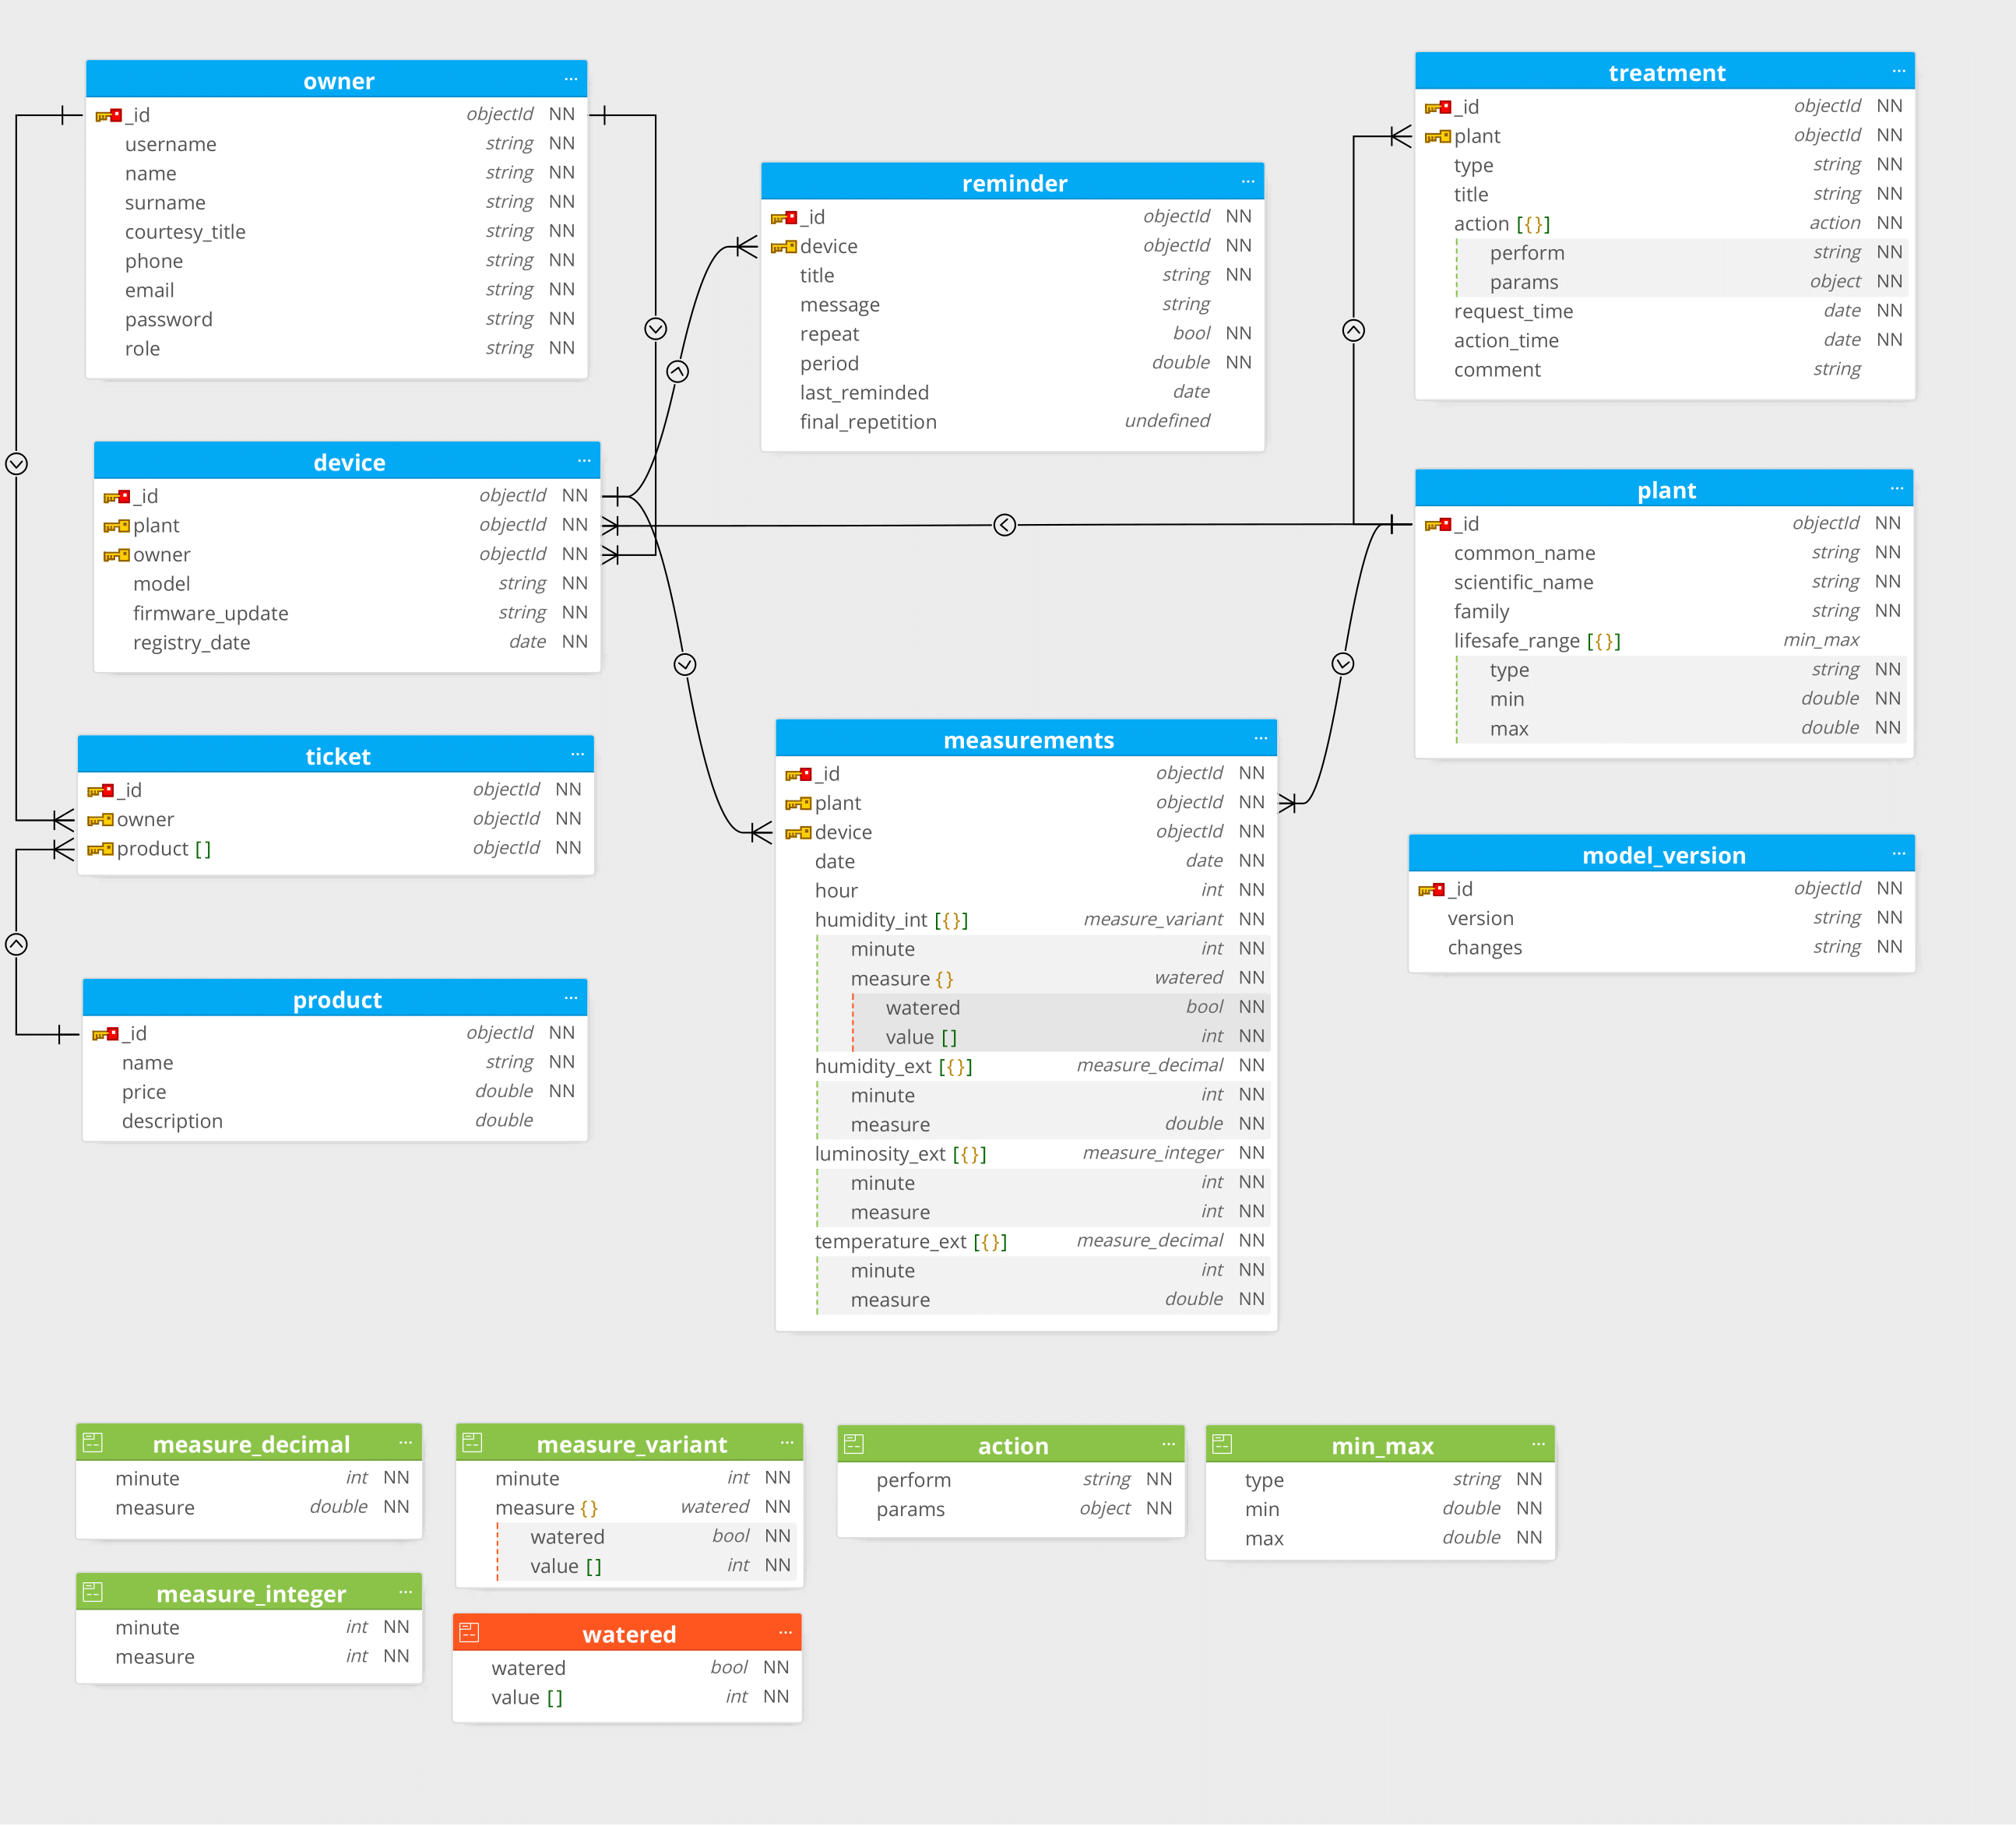 owner ...
_id objectId NN
username string NN
name string NN
surname string NN
courtesy_title string NN
phone string NN
email string NN
password string NN
role string NN
device ...
_id objectId NN
plant objectId NN
owner objectId NN
model string NN
firmware_update string NN
registry_date date NN
ticket ...
_id objectId NN
owner objectId NN
product [] objectId NN
product ...
_id objectId NN
name string NN
price double NN
description double
reminder ...
_id objectId NN
device objectId NN
title string NN
message string
repeat bool NN
period double NN
last_reminded date
final_repetition undefined
measurements ...
_id objectId NN
plant objectId NN
device objectId NN
date date NN
hour int NN
humidity_int [{}] measure_variant NN
minute int NN
measure {} watered NN
watered bool NN
value [] int NN
humidity_ext [{}] measure_decimal NN
minute int NN
measure double NN
luminosity_ext [{}] measure_integer NN
minute int NN
measure int NN
temperature_ext [{}] measure_decimal NN
minute int NN
measure double NN
treatment ...
_id objectId NN
plant objectId NN
type string NN
title string NN
action [{}] action NN
perform string NN
params object NN
request_time date NN
action_time date NN
comment string
plant ...
_id objectId NN
common_name string NN
scientific_name string NN
family string NN
lifesafe_range [{}] min_max
type string NN
min double NN
max double NN
model_version ...
_id objectId NN
version string NN
changes string NN
measure_decimal ...
minute int NN
measure double NN
measure_integer ...
minute int NN
measure int NN
measure_variant ...
minute int NN
measure {} watered NN
watered bool NN
value [] int NN
watered ...
watered bool NN
value [] int NN
action ...
perform string NN
params object NN
min_max ...
type string NN
min double NN
max double NN